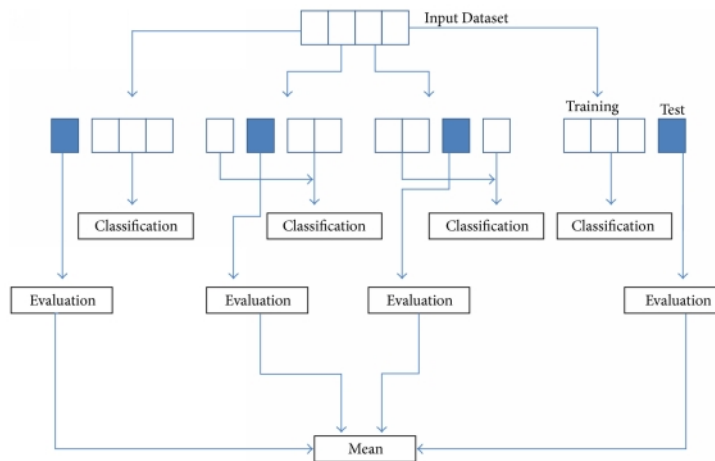 Input Dataset
Training
Test
Classification
Classification
Classification
Classification
Evaluation
Evaluation
Evaluation
Evaluation
Mean